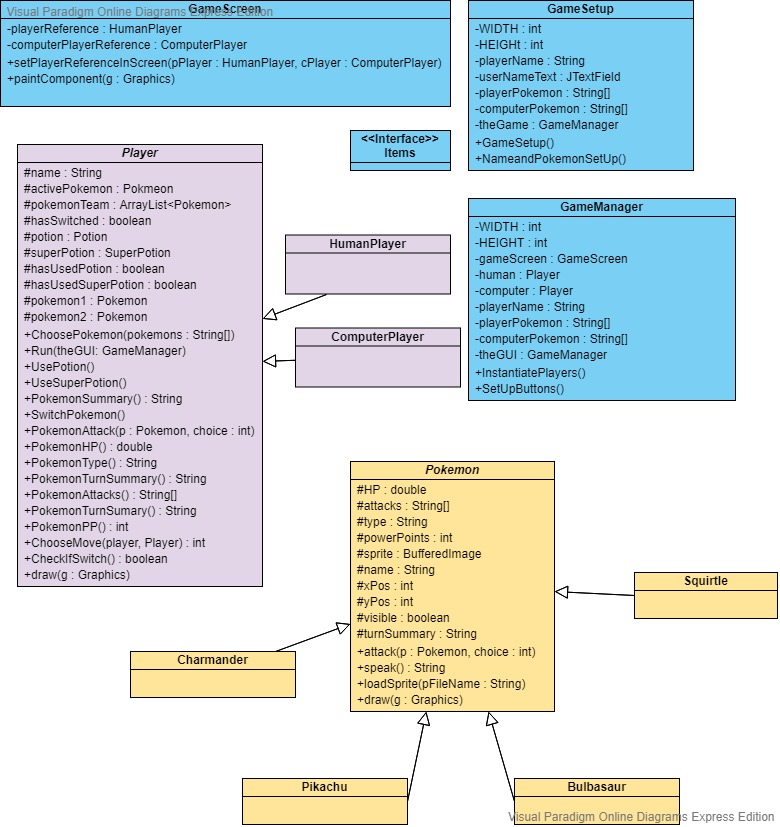 Visual Paradigm Online Diagrams Express Edition
GameScreen
-playerReference : HumanPlayer
-computerPlayerReference : ComputerPlayer
+setPlayerReferenceInScreen(pPlayer : HumanPlayer, cPlayer : ComputerPlayer)
+paintComponent(g : Graphics)
GameSetup
-WIDTH : int
-HEIGHt : int
-playerName : String
-userNameText : JTextField
-playerPokemon : String[]
-computerPokemon : String[]
-theGame : GameManager
+GameSetup()
+NameandPokemonSetUp()
<<Interface>>
Items
Player
#name : String
#activePokemon : Pokmeon
#pokemonTeam : ArrayList<Pokemon>
#hasSwitched : boolean
#potion : Potion
#superPotion : SuperPotion
#hasUsedPotion : boolean
#hasUsedSuperPotion : boolean
#pokemon1 : Pokemon
#pokemon2 : Pokemon
+ChoosePokemon(pokemons : String[])
+Run(theGUI: GameManager)
+UsePotion()
+UseSuperPotion()
+PokemonSummary() : String
+SwitchPokemon()
+PokemonAttack(p : Pokemon, choice : int)
+PokemonHP() : double
+PokemonType() : String
+PokemonTurnSummary() : String
+PokemonAttacks() : String[]
+PokemonTurnSumary() : String
+PokemonPP() : int
+ChooseMove(player, Player) : int
+CheckIfSwitch() : boolean
+draw(g : Graphics)
HumanPlayer
ComputerPlayer
GameManager
-WIDTH : int
-HEIGHT : int
-gameScreen : GameScreen
-human : Player
-computer : Player
-playerName : String
-playerPokemon : String[]
-computerPokemon : String[]
-theGUI : GameManager
+InstantiatePlayers()
+SetUpButtons()
Pokemon
#HP : double
#attacks : String[]
#type : String
#powerPoints : int
#sprite : BufferedImage
#name : String
#xPos : int
#yPos : int
#visible : boolean
#turnSummary : String
+attack(p : Pokemon, choice : int)
+speak() : String
+loadSprite(pFileName : String)
+draw(g : Graphics)
Squirtle
Charmander
Pikachu
Bulbasaur
Visual Paradigm Online Diagrams Express Edition